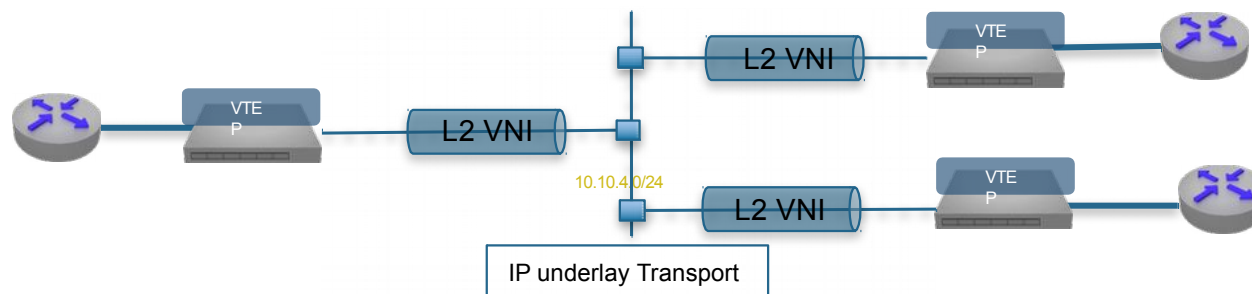 VTE
P
L2 VNI
VTE
P
L2 VNI
10.10.4.0/24
VTE
P
L2 VNI
IP underlay Transport